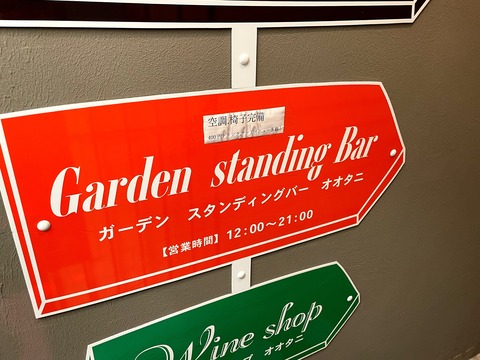 空調、椅子完備
Garden standing Bar
ガーデン スタンディングバー オオタニ
【営業時間】12:00～21:00
Wine shop
オオタニ